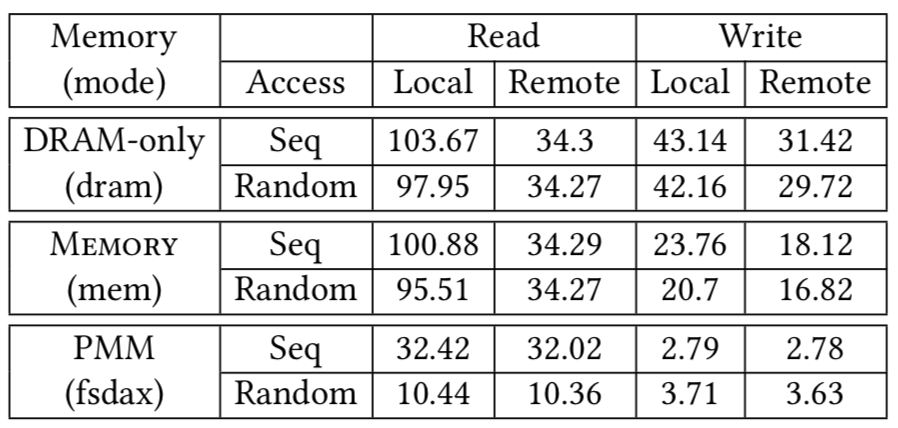 Memory Read Write
(mode) Access Local Remote Local Remote
DRAM-only Seq 103.67 34.3 43.14 31.42
(dram) Random 97.95 34.27 42.16 29.72
Memory Seq 100.88 34.29 23.76 18.12
(mem) Random 95.51 34.27 20.7 16.82
PMM Seq 32.42 32.02 2.79 2.78
(fsdax) Random 10.44 10.36 3.71 3.63